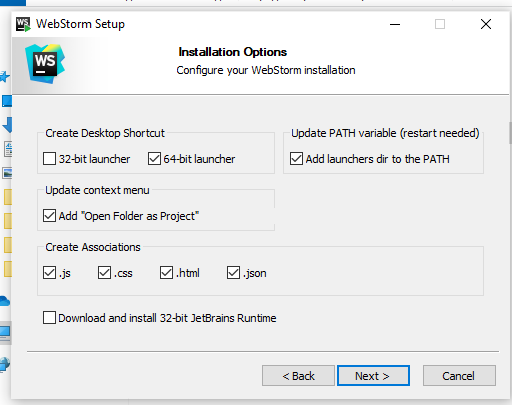 WS WebStorm Setup
WS
Installation Options
Configure your WebStorm installation
Create Desktop Shortcut
32-bit launcher 64-bit launcher
Update PATH variable (restart needed)
Add launchers dir to the PATH
Update context menu
Add "Open Folder as Project"
Create Associations
.js .css .html .json
Download and install 32-bit JetBrains Runtime
< Back Next > Cancel